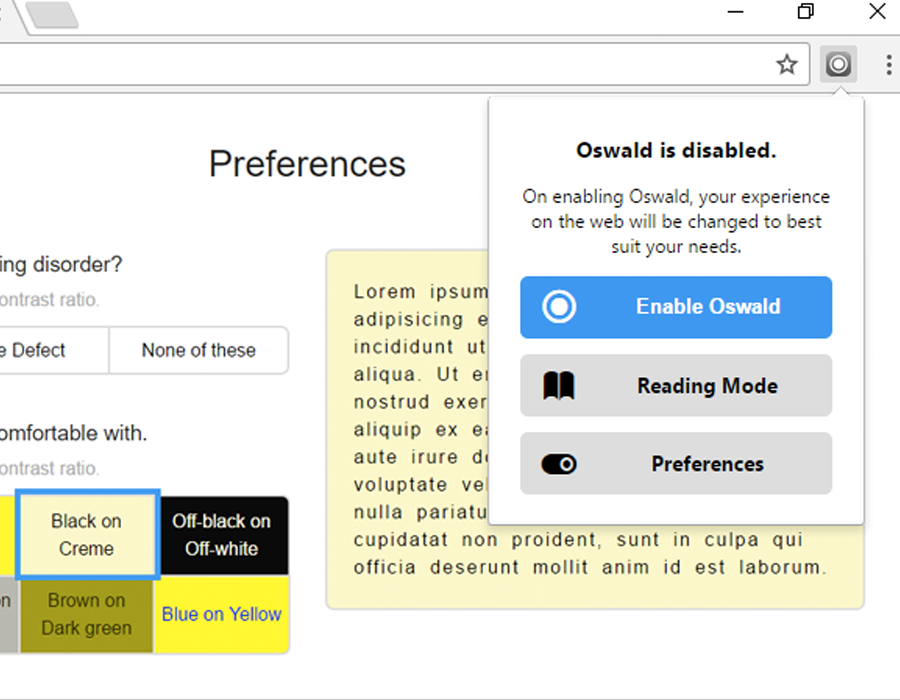 Preferences
ing disorder?
ontrast ratio.
e Defect
None of these
omfortable with.
ontrast ratio.
Black on
Creme
Off-black on
Off-white
on
Brown on
Dark green
Blue on Yellow
Lorem ipsum
adipisicing e
incididunt ut
aliqua. Ut e
nostrud exer
aliquip ex ea
aute irure do
voluptate vel
nulla pariatu
cupidatat non proident, sunt in culpa qui
officia deserunt mollit anim id est laborum.
Oswald is disabled.
On enabling Oswald, your experience
on the web will be changed to best
suit your needs.
Enable Oswald
Reading Mode
Preferences